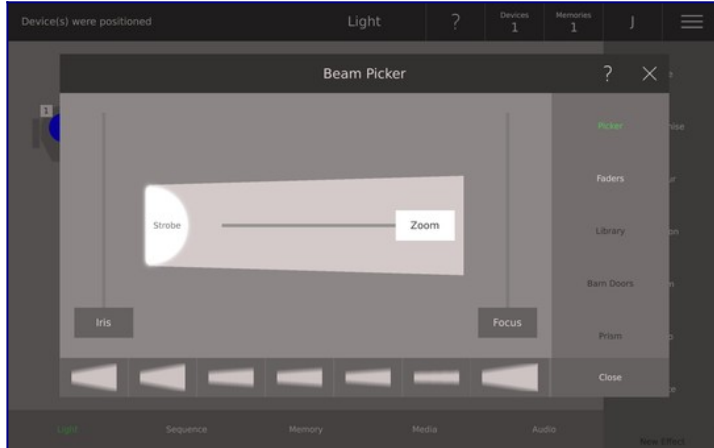 Device(s) were positioned
Light
?
Devices
1
Memories
1
J
Beam Picker
?
1
Picker
Faders
Strobe
Zoom
Library
Barn Doors
Iris
Focus
Prism
Close
Light
Sequence
Memory
Media
Audio
New Effect